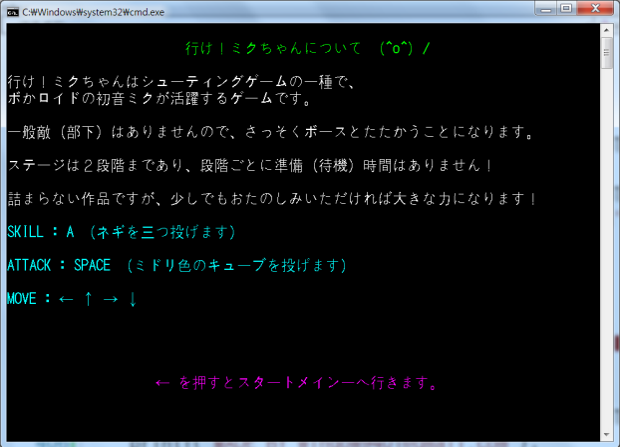 C:₩Windows₩system32₩cmd.exe
行け！ミクちゃんについて (^o^) /
行け！ミクちゃんはシューティングゲームの一種で、
ボかロイドの初音ミクが活躍するゲームです。
一般敵（部下）はありませんので、さっそくボースとたたかうことになります。
ステージは２段階まであり、段階ごとに準備（待機）時間はありません！
詰まらない作品ですが、少しでもおたのしみいただければ大きな力になります！
SKILL : A （ネギを三つ投げます）
ATTACK : SPACE （ミドリ色のキューブを投げます）
MOVE : ← ↑ → ↓
← を押すとスタートメインーへ行きます。